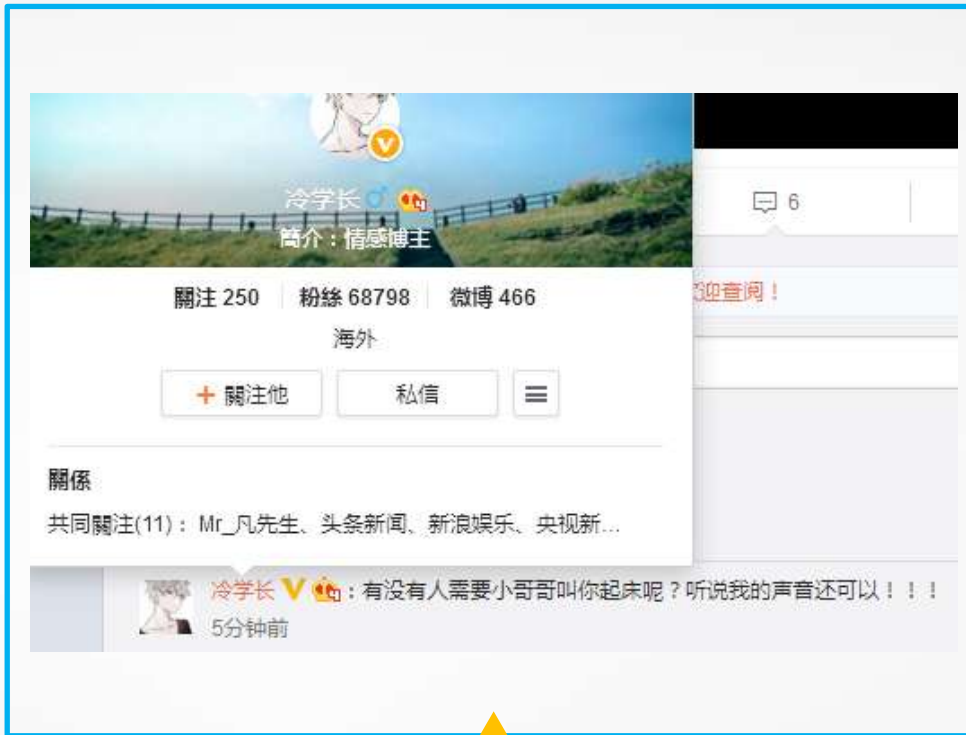 冷学长
簡介：情感博主
6
關注 250 粉絲 68798 微博 466
迎查阅！
海外
+ 關注他 私信
關係
共同關注(11)：Mr_凡先生、头条新闻、新浪娱乐、央视新...
冷学长 V ：有没有人需要小哥哥叫你起床呢？听说我的声音还可以！！！
5分钟前